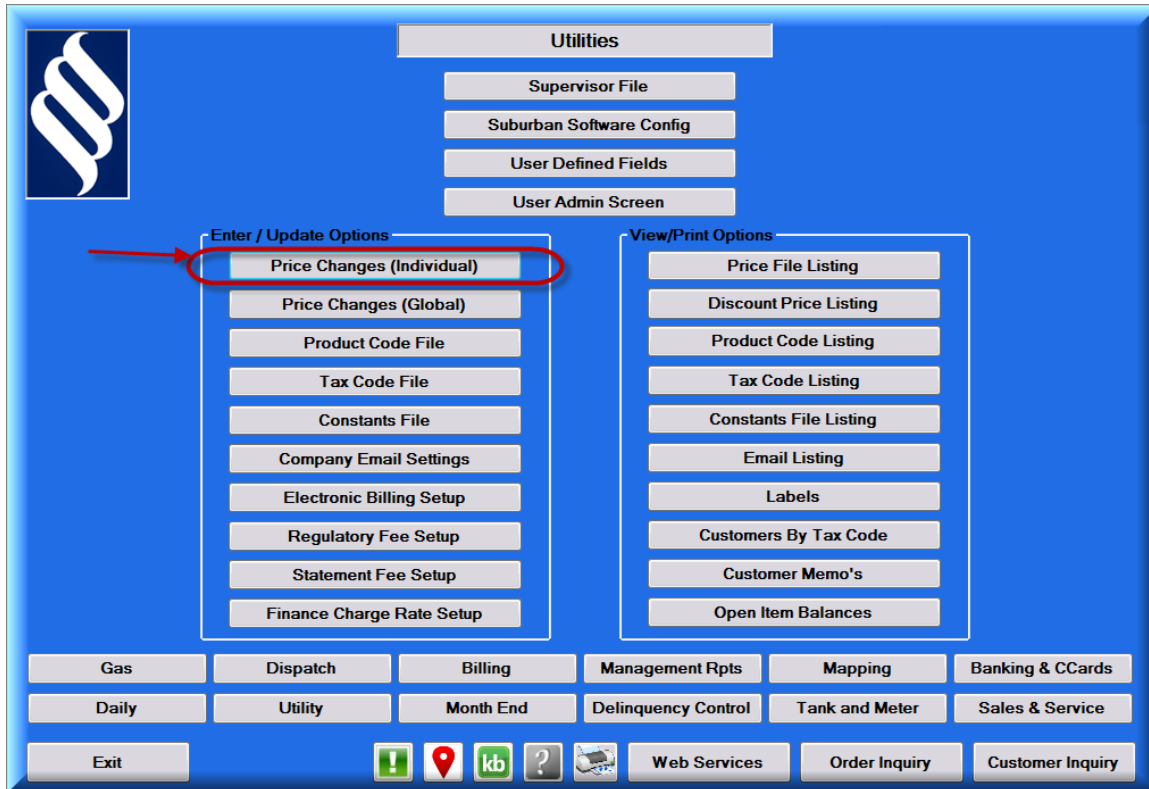 Utilities
Supervisor File
Suburban Software Config
User Defined Fields
User Admin Screen
Enter / Update Options
Price Changes (Individual)
Price Changes (Global)
Product Code File
Tax Code File
Constants File
Company Email Settings
Electronic Billing Setup
Regulatory Fee Setup
Statement Fee Setup
Finance Charge Rate Setup
View/Print Options
Price File Listing
Discount Price Listing
Product Code Listing
Tax Code Listing
Constants File Listing
Email Listing
Labels
Customers By Tax Code
Customer Memo's
Open Item Balances
Gas Dispatch Billing Management Rpts Mapping Banking & CCards
Daily Utility Month End Delinquency Control Tank and Meter Sales & Service
Exit ! kb ? Web Services Order Inquiry Customer Inquiry